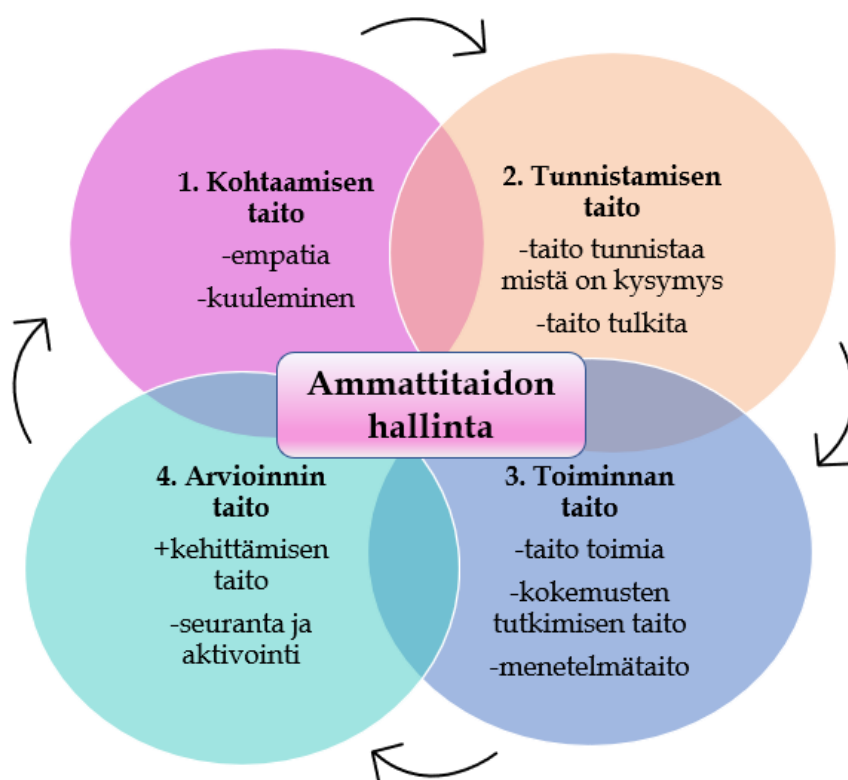 1. Kohtaamisen
taito
-empatia
-kuuleminen
2. Tunnistamisen
taito
-taito tunnistaa
mistä on kysymys
-taito tulkita
Ammattitaidon
hallinta
3. Toiminnan
taito
-taito toimia
-kokemusten
tutkimisen taito
-menetelmätaito
4. Arvioinnin
taito
+kehittämisen
taito
-seuranta ja
aktivointi